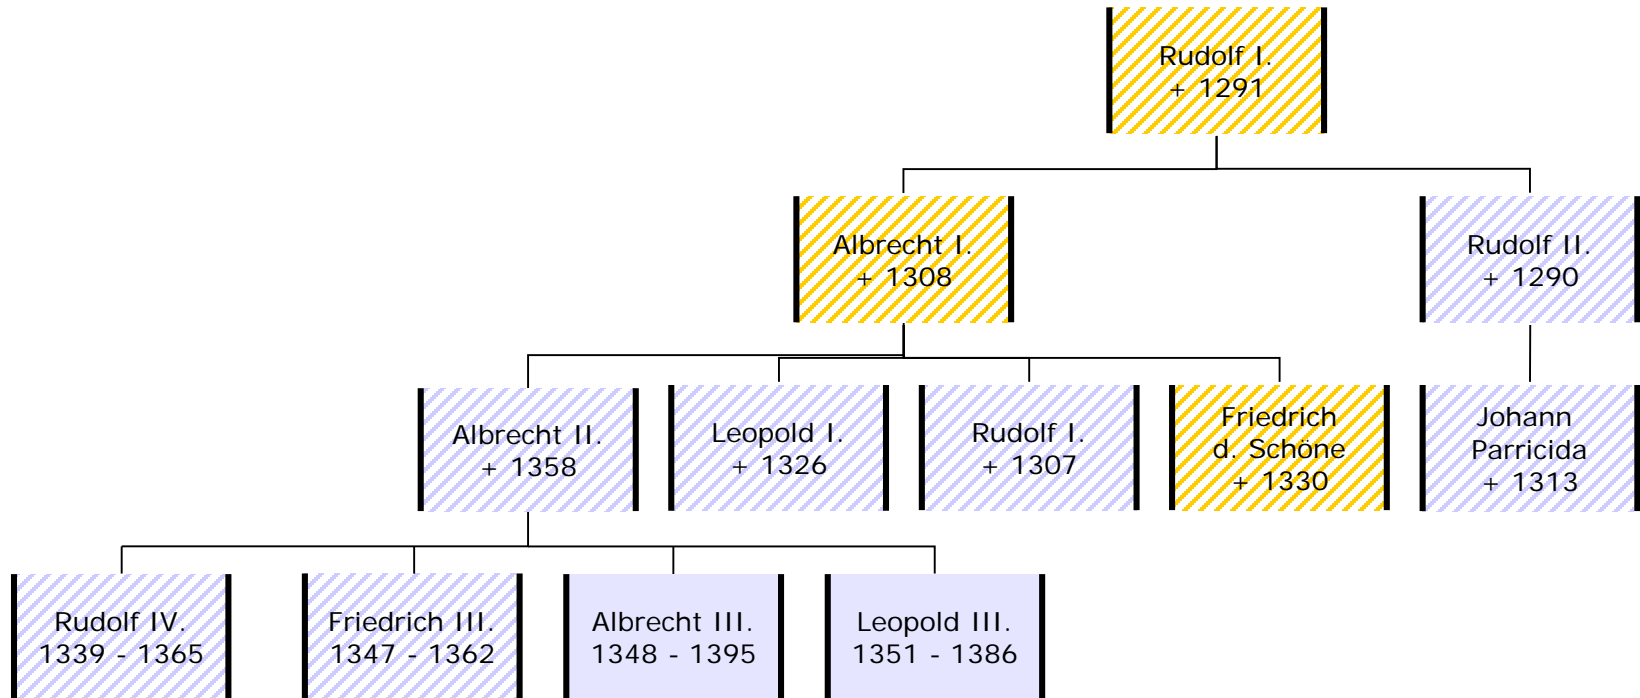 Rudolf I.
+ 1291
Albrecht I.
+ 1308
Rudolf II.
+ 1290
Albrecht II.
+ 1358
Leopold I.
+ 1326
Rudolf I.
+ 1307
Friedrich
d. Schöne
+ 1330
Johann
Parricida
+ 1313
Rudolf IV.
1339 - 1365
Friedrich III.
1347 - 1362
Albrecht III.
1348 - 1395
Leopold III.
1351 - 1386